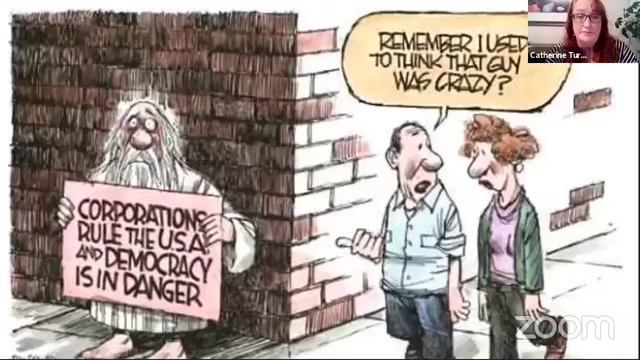 REMEMBER I USED
TO THINK THAT GUY
WAS CRAZY?
Catherine Tur...
CORPORATIONS
RULE THE U.S.A.
AND DEMOCRACY
IS IN DANGER
zoom